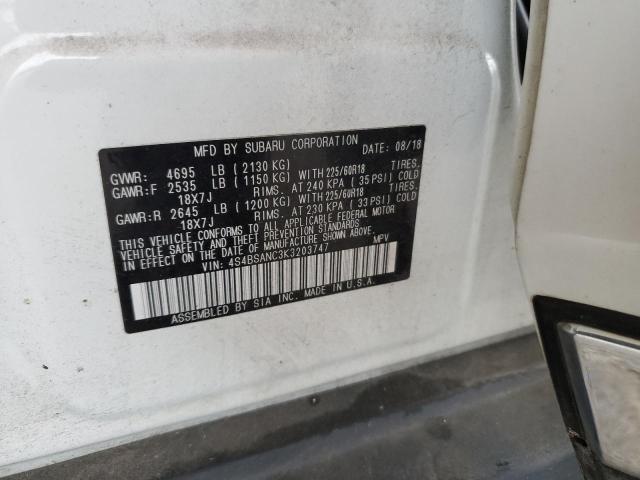 MFD BY SUBARU CORPORATION DATE: 08/18
GVWR: 4695 LB (2130 KG)
GAWR:F 2535 LB (1150 KG) WITH 225/60R18 TIRES.
18X7J RIMS. AT 240 KPA (35 PSI) COLD
GAWR:R 2645 LB (1200 KG) WITH 225/60R18 TIRES.
18X7J RIMS. AT 230 KPA (33 PSI) COLD
THIS VEHICLE CONFORMS TO ALL APPLICABLE FEDERAL MOTOR
VEHICLE SAFETY AND THEFT PREVENTION STANDARDS
IN EFFECT ON THE DATE OF MANUFACTURE SHOWN ABOVE.
VIN: 4S4BSANC3K3203747 MPV
ASSEMBLED BY SIA INC. MADE IN U.S.A.